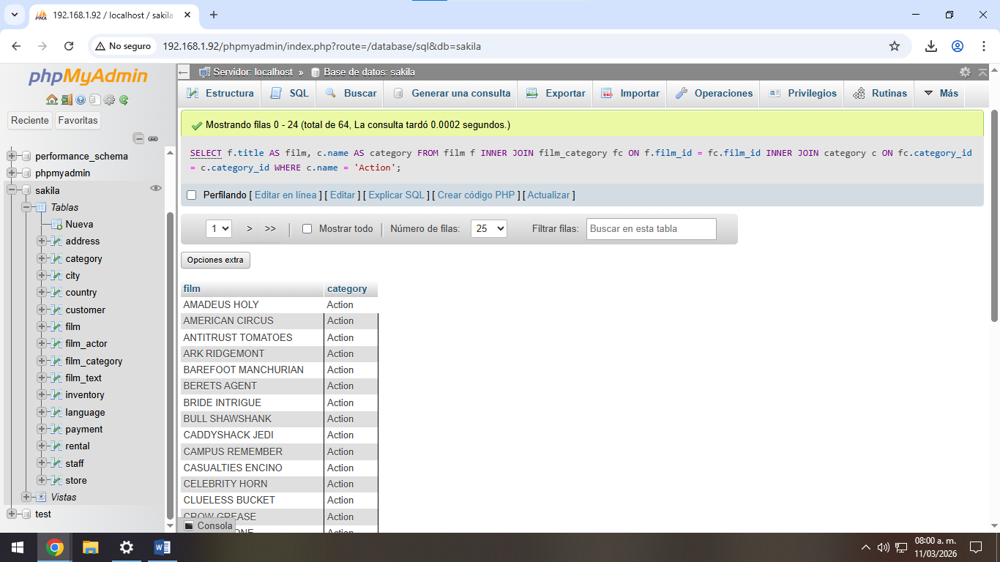 192.168.1.92 / localhost / sakila
No seguro
192.168.1.92/phpmyadmin/index.php?route=/database/sql&db=sakila
phpMyAdmin
Reciente
Favoritas
performance_schema
phpmyadmin
sakila
Tablas
Nueva
address
category
city
country
customer
film
film_actor
film_category
film_text
inventory
language
payment
rental
staff
store
Vistas
test
Servidor: localhost » Base de datos: sakila
Estructura SQL Buscar Generar una consulta Exportar Importar Operaciones Privilegios Rutinas Más
Mostrando filas 0 - 24 (total de 64, La consulta tardó 0.0002 segundos.)
SELECT f.title AS film, c.name AS category FROM film f INNER JOIN film_category fc ON f.film_id = fc.film_id INNER JOIN category c ON fc.category_id
= c.category_id WHERE c.name = 'Action';
Perfilando [ Editar en línea ] [ Editar ] [ Explicar SQL ] [ Crear código PHP ] [ Actualizar ]
1 > >> Mostrar todo Número de filas: 25 Filtrar filas: Buscar en esta tabla
Opciones extra
film category
AMADEUS HOLY Action
AMERICAN CIRCUS Action
ANTITRUST TOMATOES Action
ARK RIDGEMONT Action
BAREFOOT MANCHURIAN Action
BERETS AGENT Action
BRIDE INTRIGUE Action
BULL SHAWSHANK Action
CADDYSHACK JEDI Action
CAMPUS REMEMBER Action
CASUALTIES ENCINO Action
CELEBRITY HORN Action
CLUELESS BUCKET Action
CROW GREASE Action
Consola
08:00 a. m.
11/03/2026